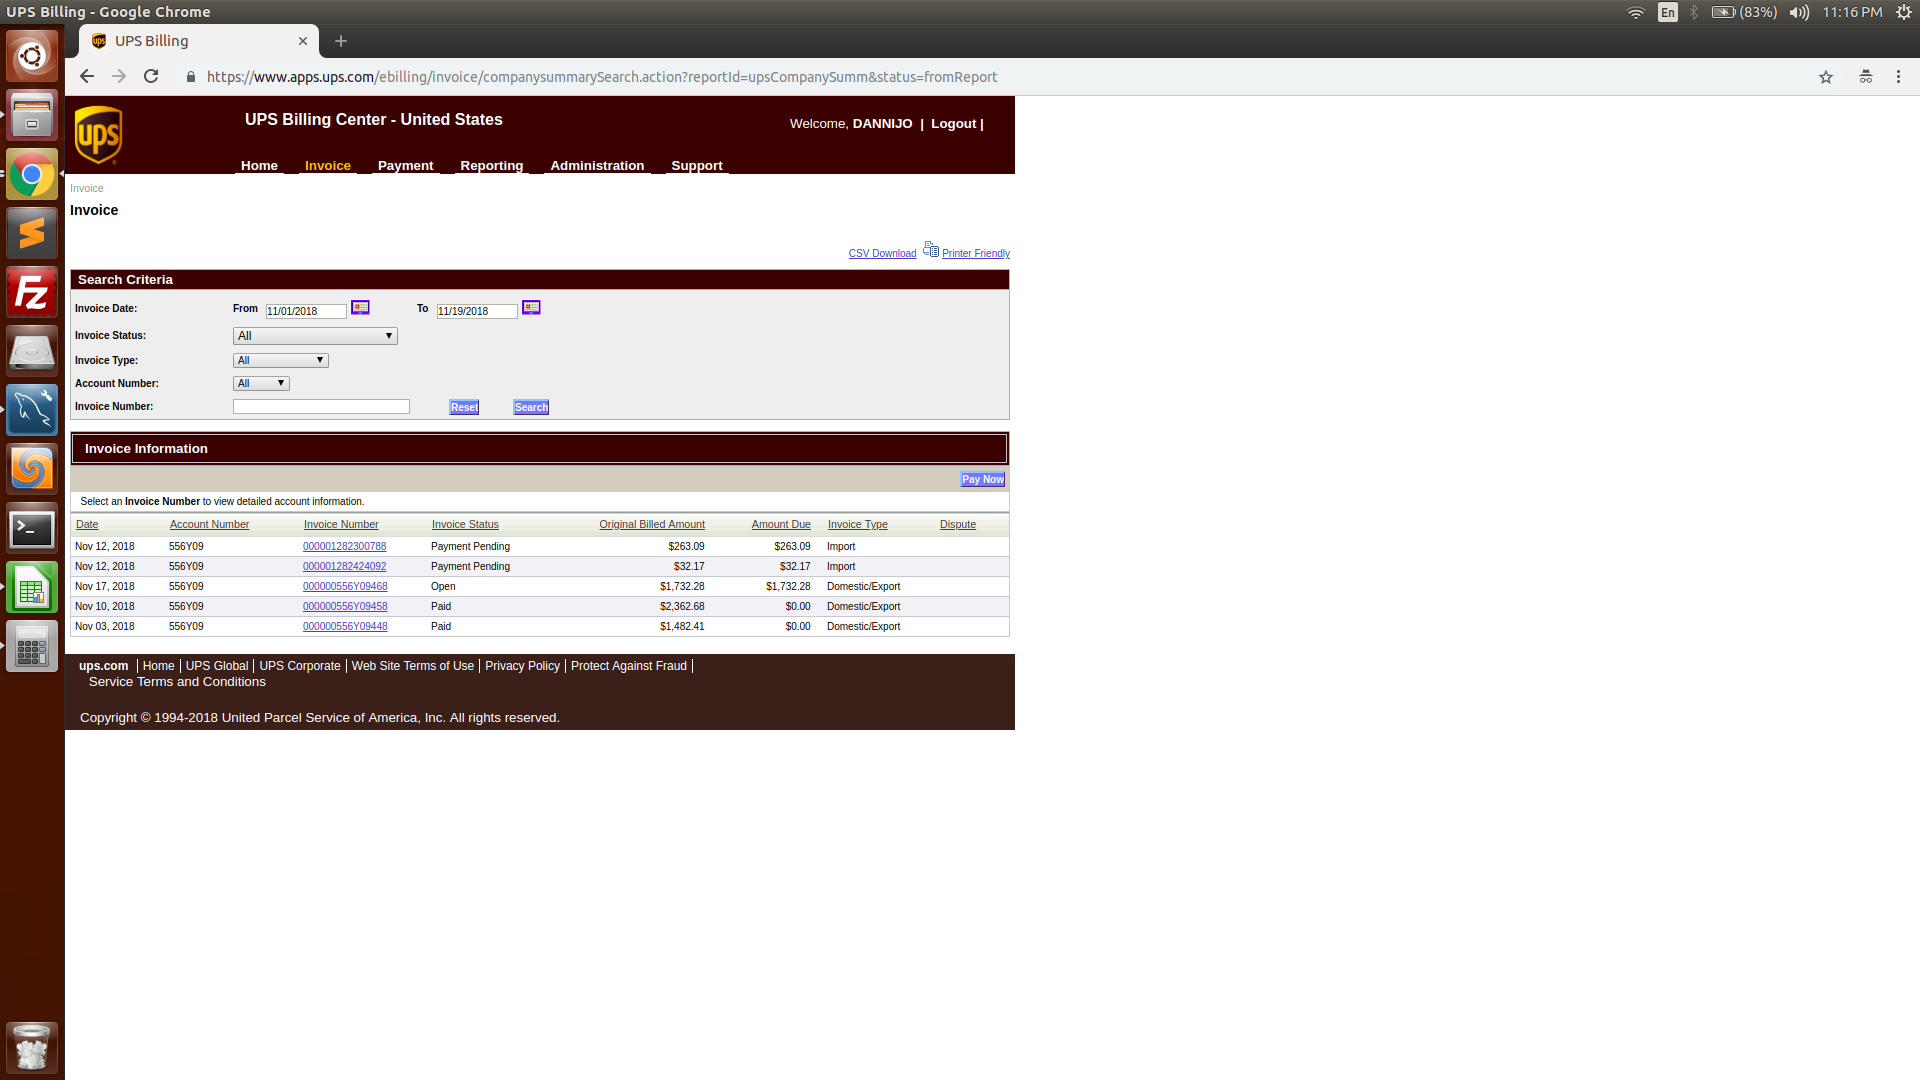 UPS Billing - Google Chrome
En (83%) 11:16 PM
UPS Billing
https://www.apps.ups.com/ebilling/invoice/companysummarySearch.action?reportId=upsCompanySumm&status=fromReport
ups
UPS Billing Center - United States
Welcome, DANNIJO | Logout |
Home Invoice Payment Reporting Administration Support
Invoice
Invoice
CSV Download Printer Friendly
Search Criteria
Invoice Date: From 11/01/2018 To 11/19/2018
Invoice Status: All
Invoice Type: All
Account Number: All
Invoice Number: Reset Search
Invoice Information
Pay Now
Select an Invoice Number to view detailed account information.
Date Account Number Invoice Number Invoice Status Original Billed Amount Amount Due Invoice Type Dispute
Nov 12, 2018 556Y09 000001282300788 Payment Pending $263.09 $263.09 Import
Nov 12, 2018 556Y09 000001282424092 Payment Pending $32.17 $32.17 Import
Nov 17, 2018 556Y09 000000556Y09468 Open $1,732.28 $1,732.28 Domestic/Export
Nov 10, 2018 556Y09 000000556Y09458 Paid $2,362.68 $0.00 Domestic/Export
Nov 03, 2018 556Y09 000000556Y09448 Paid $1,482.41 $0.00 Domestic/Export
ups.com | Home | UPS Global | UPS Corporate | Web Site Terms of Use | Privacy Policy | Protect Against Fraud |
Service Terms and Conditions
Copyright © 1994-2018 United Parcel Service of America, Inc. All rights reserved.